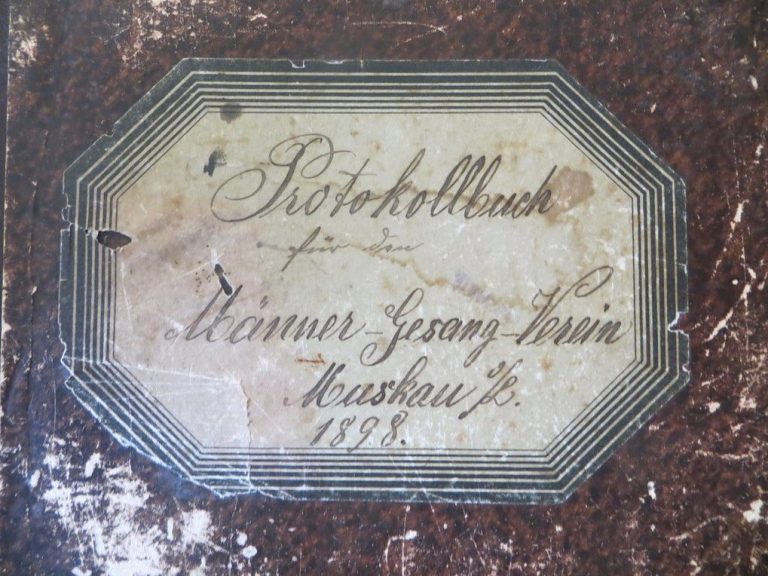 Protokollbuch
für den
Männer-Gesang-Verein
Muskau o/L.
1898.